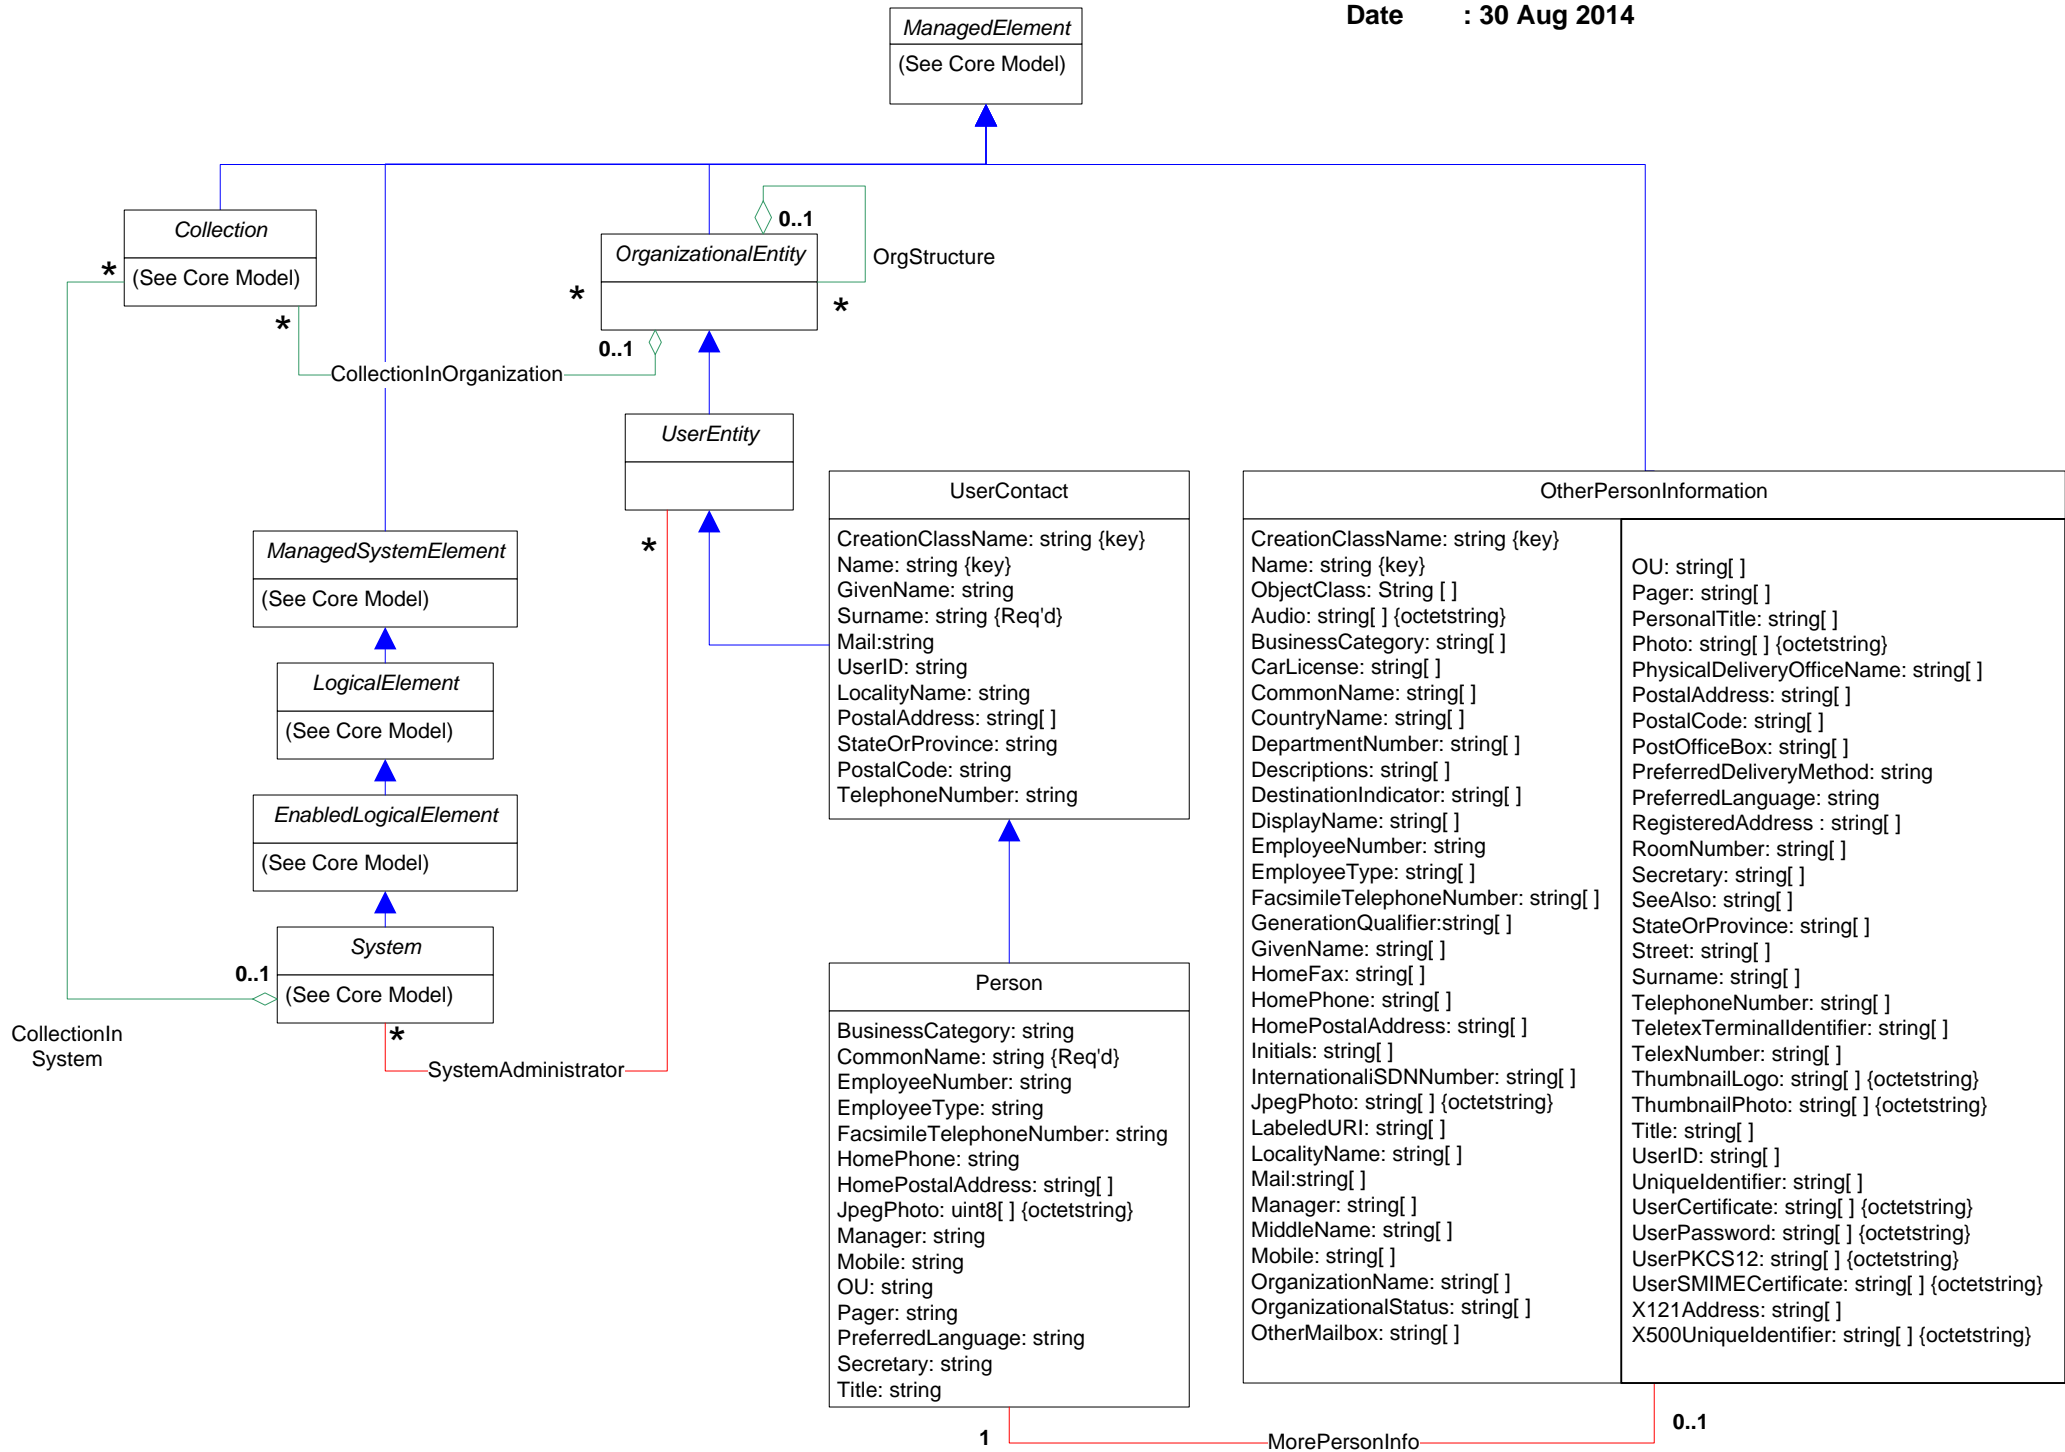 Date : 30 Aug 2014
ManagedElement
(See Core Model)
Collection
(See Core Model)
*
*
0..1
OrganizationalEntity
OrgStructure
*
*
0..1
CollectionInOrganization
UserEntity
*
ManagedSystemElement
(See Core Model)
LogicalElement
(See Core Model)
EnabledLogicalElement
(See Core Model)
System
(See Core Model)
0..1
*
CollectionIn
System
SystemAdministrator
UserContact
CreationClassName: string {key}
Name: string {key}
GivenName: string
Surname: string {Req'd}
Mail:string
UserID: string
LocalityName: string
PostalAddress: string[ ]
StateOrProvince: string
PostalCode: string
TelephoneNumber: string
Person
BusinessCategory: string
CommonName: string {Req'd}
EmployeeNumber: string
EmployeeType: string
FacsimileTelephoneNumber: string
HomePhone: string
HomePostalAddress: string[ ]
JpegPhoto: uint8[ ] {octetstring}
Manager: string
Mobile: string
OU: string
Pager: string
PreferredLanguage: string
Secretary: string
Title: string
OtherPersonInformation
CreationClassName: string {key}
Name: string {key}
ObjectClass: String [ ]
Audio: string[ ] {octetstring}
BusinessCategory: string[ ]
CarLicense: string[ ]
CommonName: string[ ]
CountryName: string[ ]
DepartmentNumber: string[ ]
Descriptions: string[ ]
DestinationIndicator: string[ ]
DisplayName: string[ ]
EmployeeNumber: string
EmployeeType: string[ ]
FacsimileTelephoneNumber: string[ ]
GenerationQualifier:string[ ]
GivenName: string[ ]
HomeFax: string[ ]
HomePhone: string[ ]
HomePostalAddress: string[ ]
Initials: string[ ]
InternationaliSDNNumber: string[ ]
JpegPhoto: string[ ] {octetstring}
LabeledURI: string[ ]
LocalityName: string[ ]
Mail:string[ ]
Manager: string[ ]
MiddleName: string[ ]
Mobile: string[ ]
OrganizationName: string[ ]
OrganizationalStatus: string[ ]
OtherMailbox: string[ ]
OU: string[ ]
Pager: string[ ]
PersonalTitle: string[ ]
Photo: string[ ] {octetstring}
PhysicalDeliveryOfficeName: string[ ]
PostalAddress: string[ ]
PostalCode: string[ ]
PostOfficeBox: string[ ]
PreferredDeliveryMethod: string
PreferredLanguage: string
RegisteredAddress : string[ ]
RoomNumber: string[ ]
Secretary: string[ ]
SeeAlso: string[ ]
StateOrProvince: string[ ]
Street: string[ ]
Surname: string[ ]
TelephoneNumber: string[ ]
TeletexTerminalIdentifier: string[ ]
TelexNumber: string[ ]
ThumbnailLogo: string[ ] {octetstring}
ThumbnailPhoto: string[ ] {octetstring}
Title: string[ ]
UserID: string[ ]
UniqueIdentifier: string[ ]
UserCertificate: string[ ] {octetstring}
UserPassword: string[ ] {octetstring}
UserPKCS12: string[ ] {octetstring}
UserSMIMECertificate: string[ ] {octetstring}
X121Address: string[ ]
X500UniqueIdentifier: string[ ] {octetstring}
1
MorePersonInfo
0..1